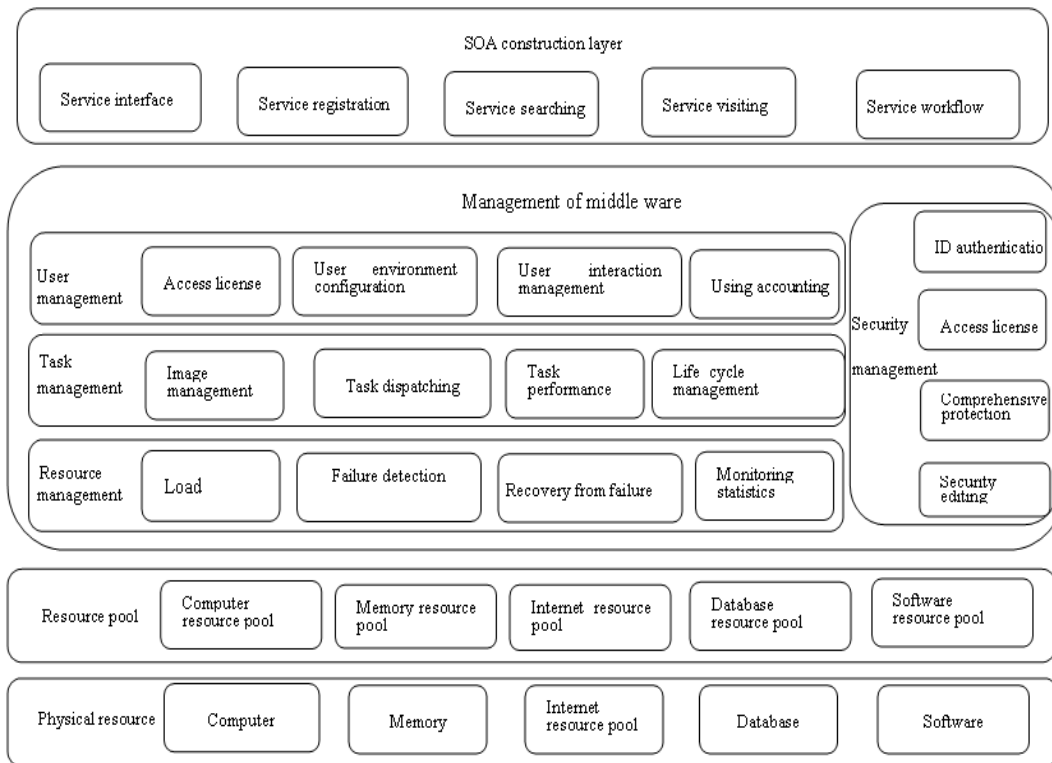 SOA construction layer
Service interface
Service registration
Service searching
Service visiting
Service workflow
Management of middle ware
User
management
Access license
User environment
configuration
User interaction
management
Using accounting
Task
management
Image
management
Task dispatching
Task
performance
Life cycle
management
Resource
management
Load
Failure detection
Recovery from failure
Monitoring
statistics
Security
management
ID authenticatio
Access license
Comprehensive
protection
Security
editing
Resource pool
Computer
resource pool
Memory resource
pool
Internet resource
pool
Database
resource pool
Software
resource pool
Physical resource
Computer
Memory
Internet
resource pool
Database
Software